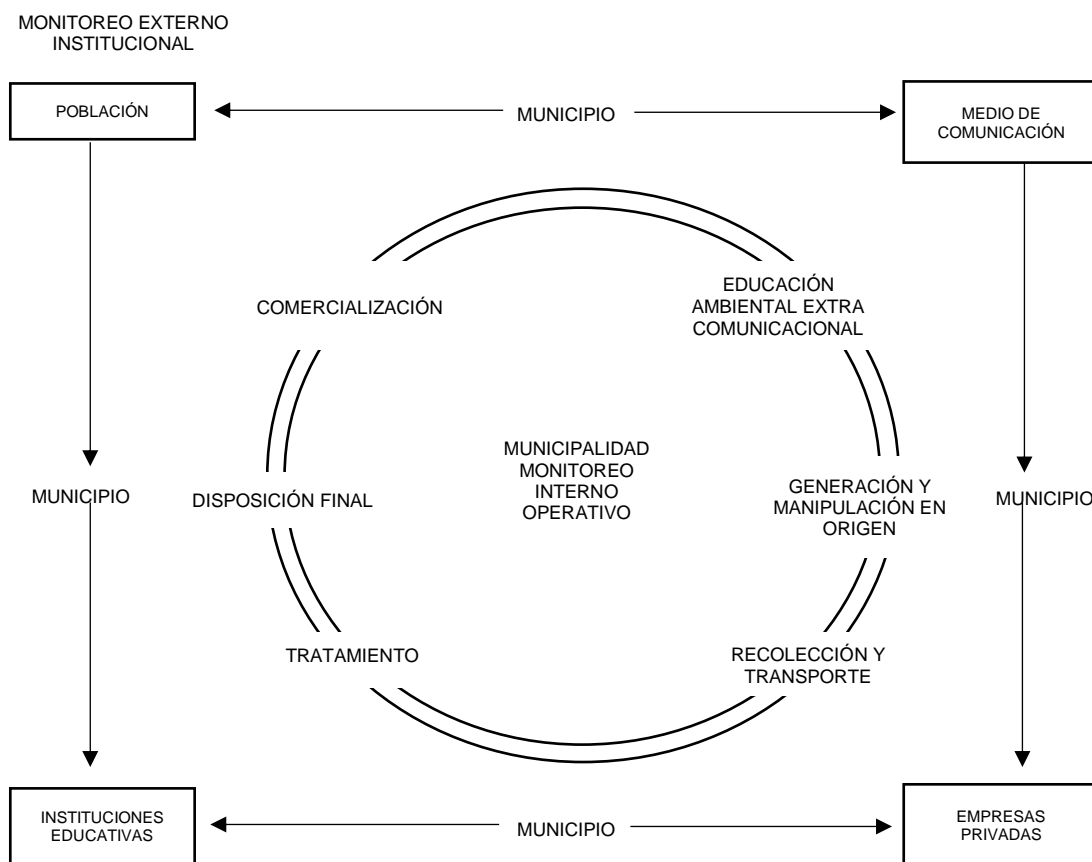 MONITOREO EXTERNO
INSTITUCIONAL
POBLACIÓN
MUNICIPIO
MEDIO DE
COMUNICACIÓN
COMERCIALIZACIÓN
EDUCACIÓN
AMBIENTAL EXTRA
COMUNICACIONAL
MUNICIPALIDAD
MONITOREO
INTERNO
OPERATIVO
MUNICIPIO
DISPOSICIÓN FINAL
GENERACIÓN Y
MANIPULACIÓN EN
ORIGEN
MUNICIPIO
TRATAMIENTO
RECOLECCIÓN Y
TRANSPORTE
INSTITUCIONES
EDUCATIVAS
MUNICIPIO
EMPRESAS
PRIVADAS